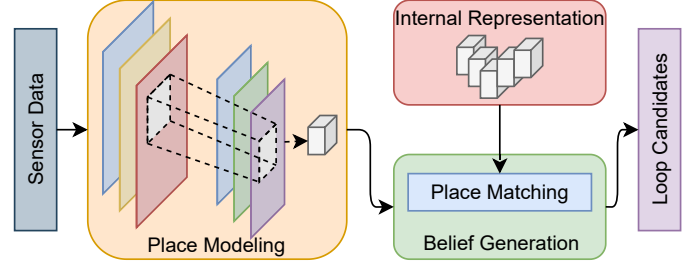 Sensor Data
Place Modeling
Internal Representation
Place Matching
Belief Generation
Loop Candidates